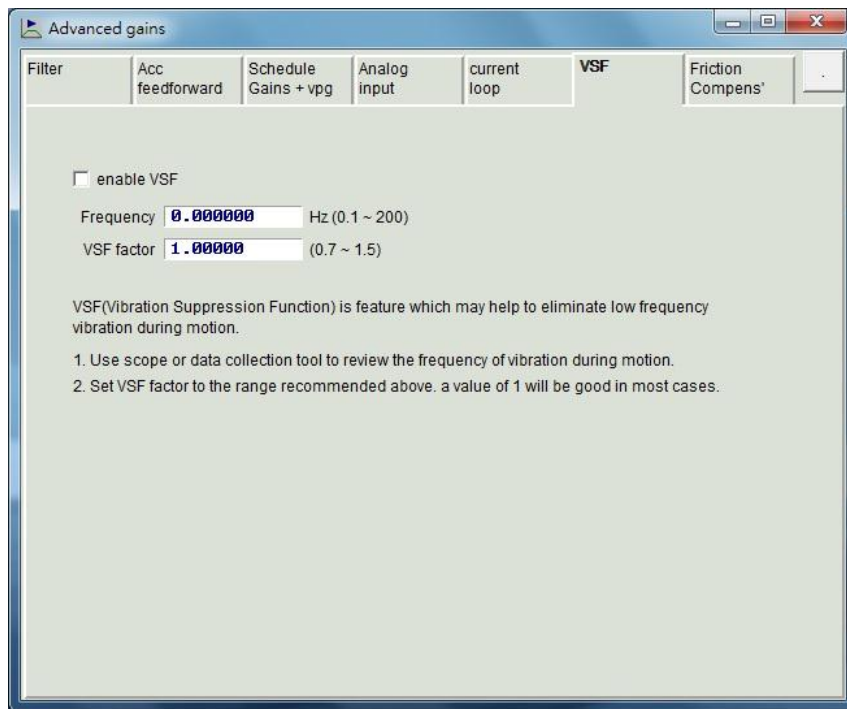 Advanced gains
Filter
Acc
feedforward
Schedule
Gains + vpg
Analog
input
current
loop
VSF
Friction
Compens'
.
enable VSF
Frequency 0.000000 Hz (0.1 ~ 200)
VSF factor 1.00000 (0.7 ~ 1.5)
VSF(Vibration Suppression Function) is feature which may help to eliminate low frequency
vibration during motion.
1. Use scope or data collection tool to review the frequency of vibration during motion.
2. Set VSF factor to the range recommended above. a value of 1 will be good in most cases.